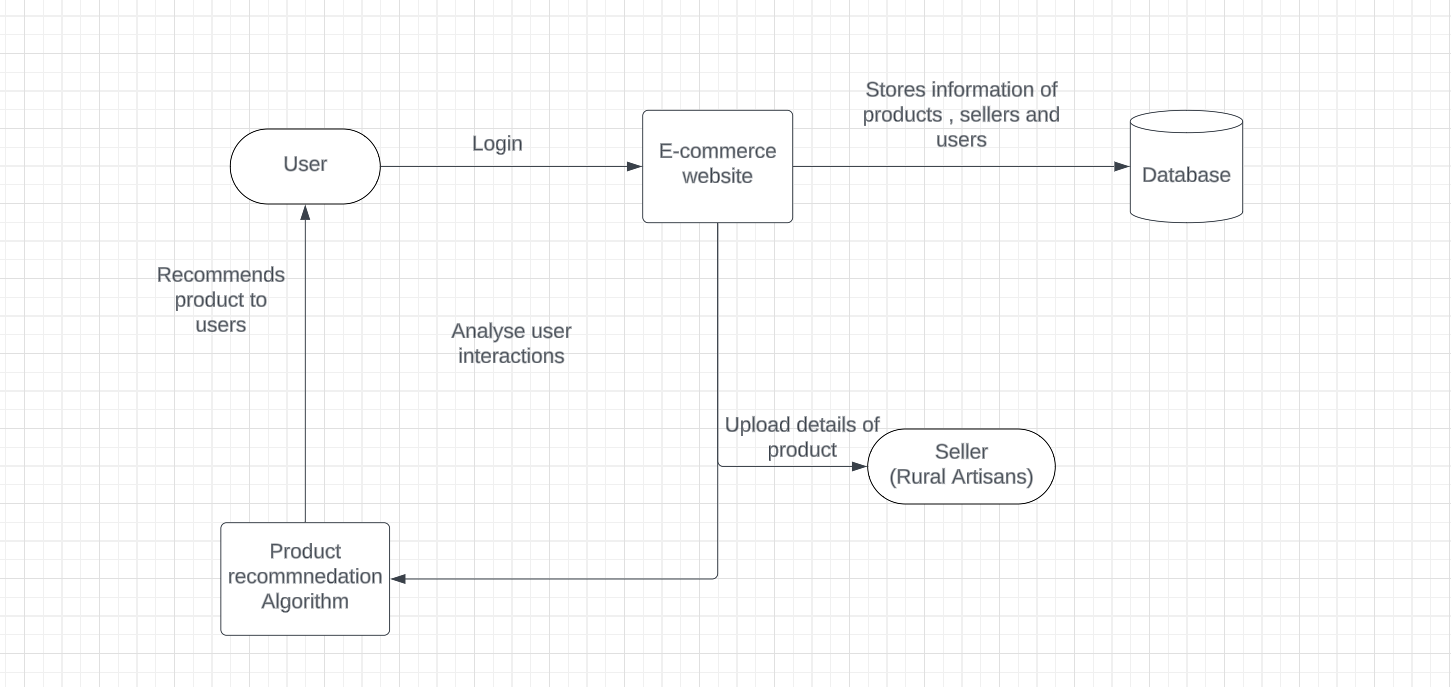 Stores information of
products , sellers and
users
Login
User
E-commerce
website
Database
Recommends
product to
users
Analyse user
interactions
Upload details of
product
Seller
(Rural Artisans)
Product
recommnedation
Algorithm